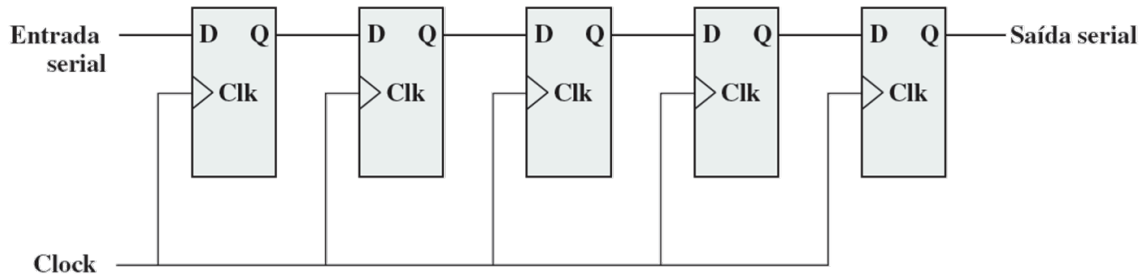 Entrada
serial
D Q
Clk
D Q
Clk
D Q
Clk
D Q
Clk
D Q
Clk
Saída serial
Clock